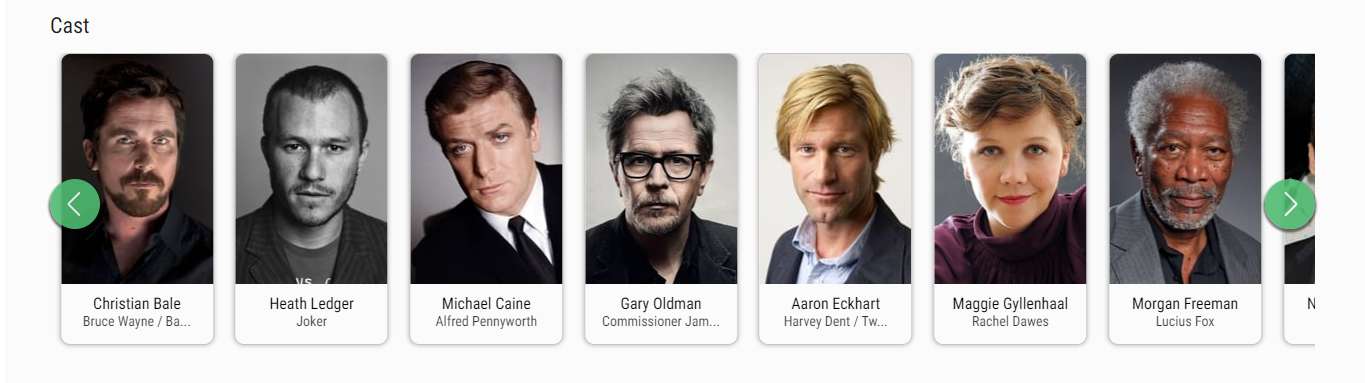 Cast
VS.
Christian Bale
Bruce Wayne / Ba...
Heath Ledger
Joker
Michael Caine
Alfred Pennyworth
Gary Oldman
Commissioner Jam...
Aaron Eckhart
Harvey Dent / Tw...
Maggie Gyllenhaal
Rachel Dawes
Morgan Freeman
Lucius Fox
N